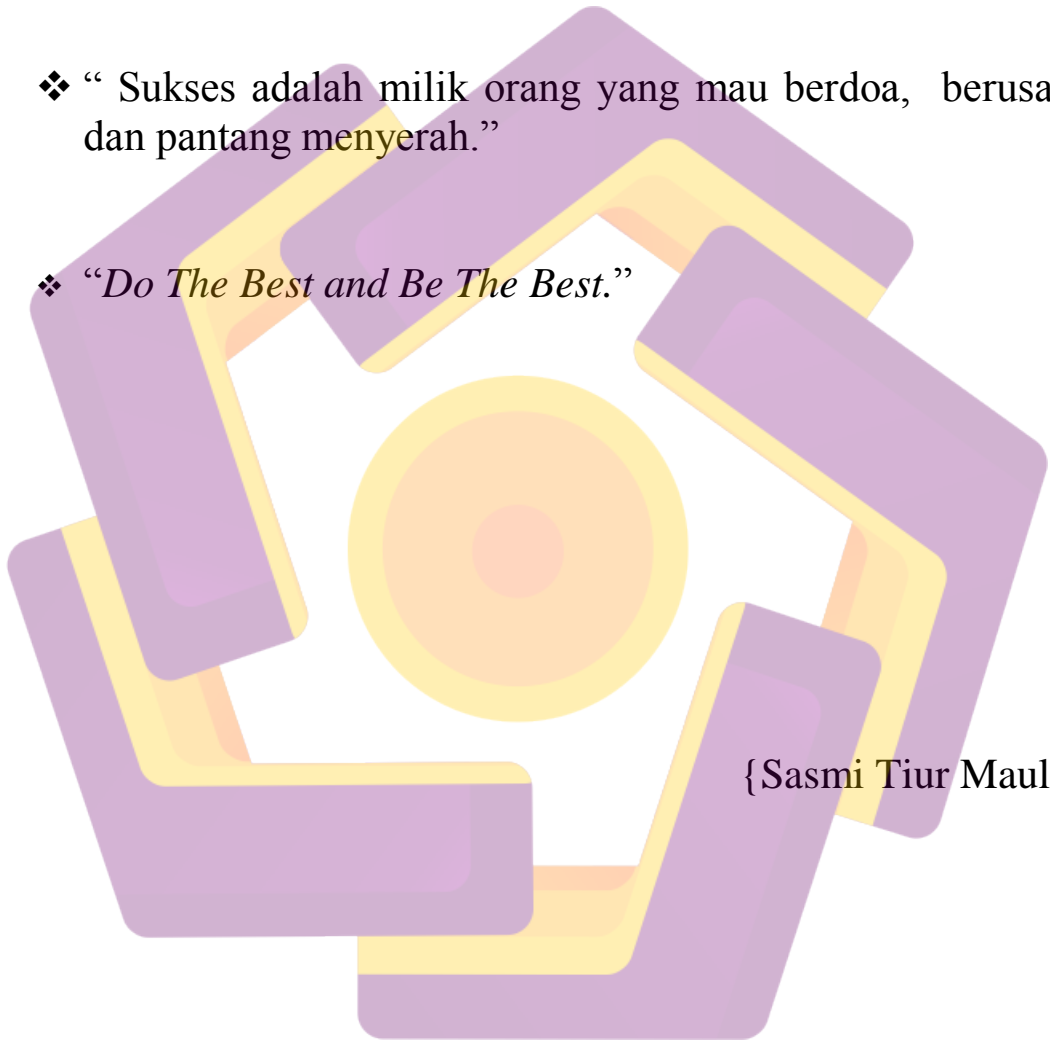 ❖ “ Sukses adalah milik orang yang mau berdoa, berusa
dan pantang menyerah.”
❖ “Do The Best and Be The Best.”
{Sasmi Tiur Maul